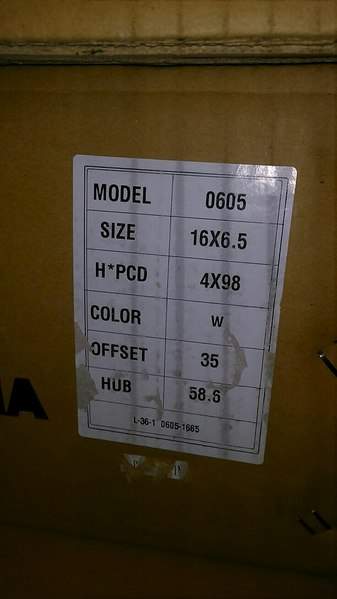 MODEL 0605
SIZE 16X6.5
H*PCD 4X98
COLOR W
OFFSET 35
HUB 58.6
L-36-1 0605-1665